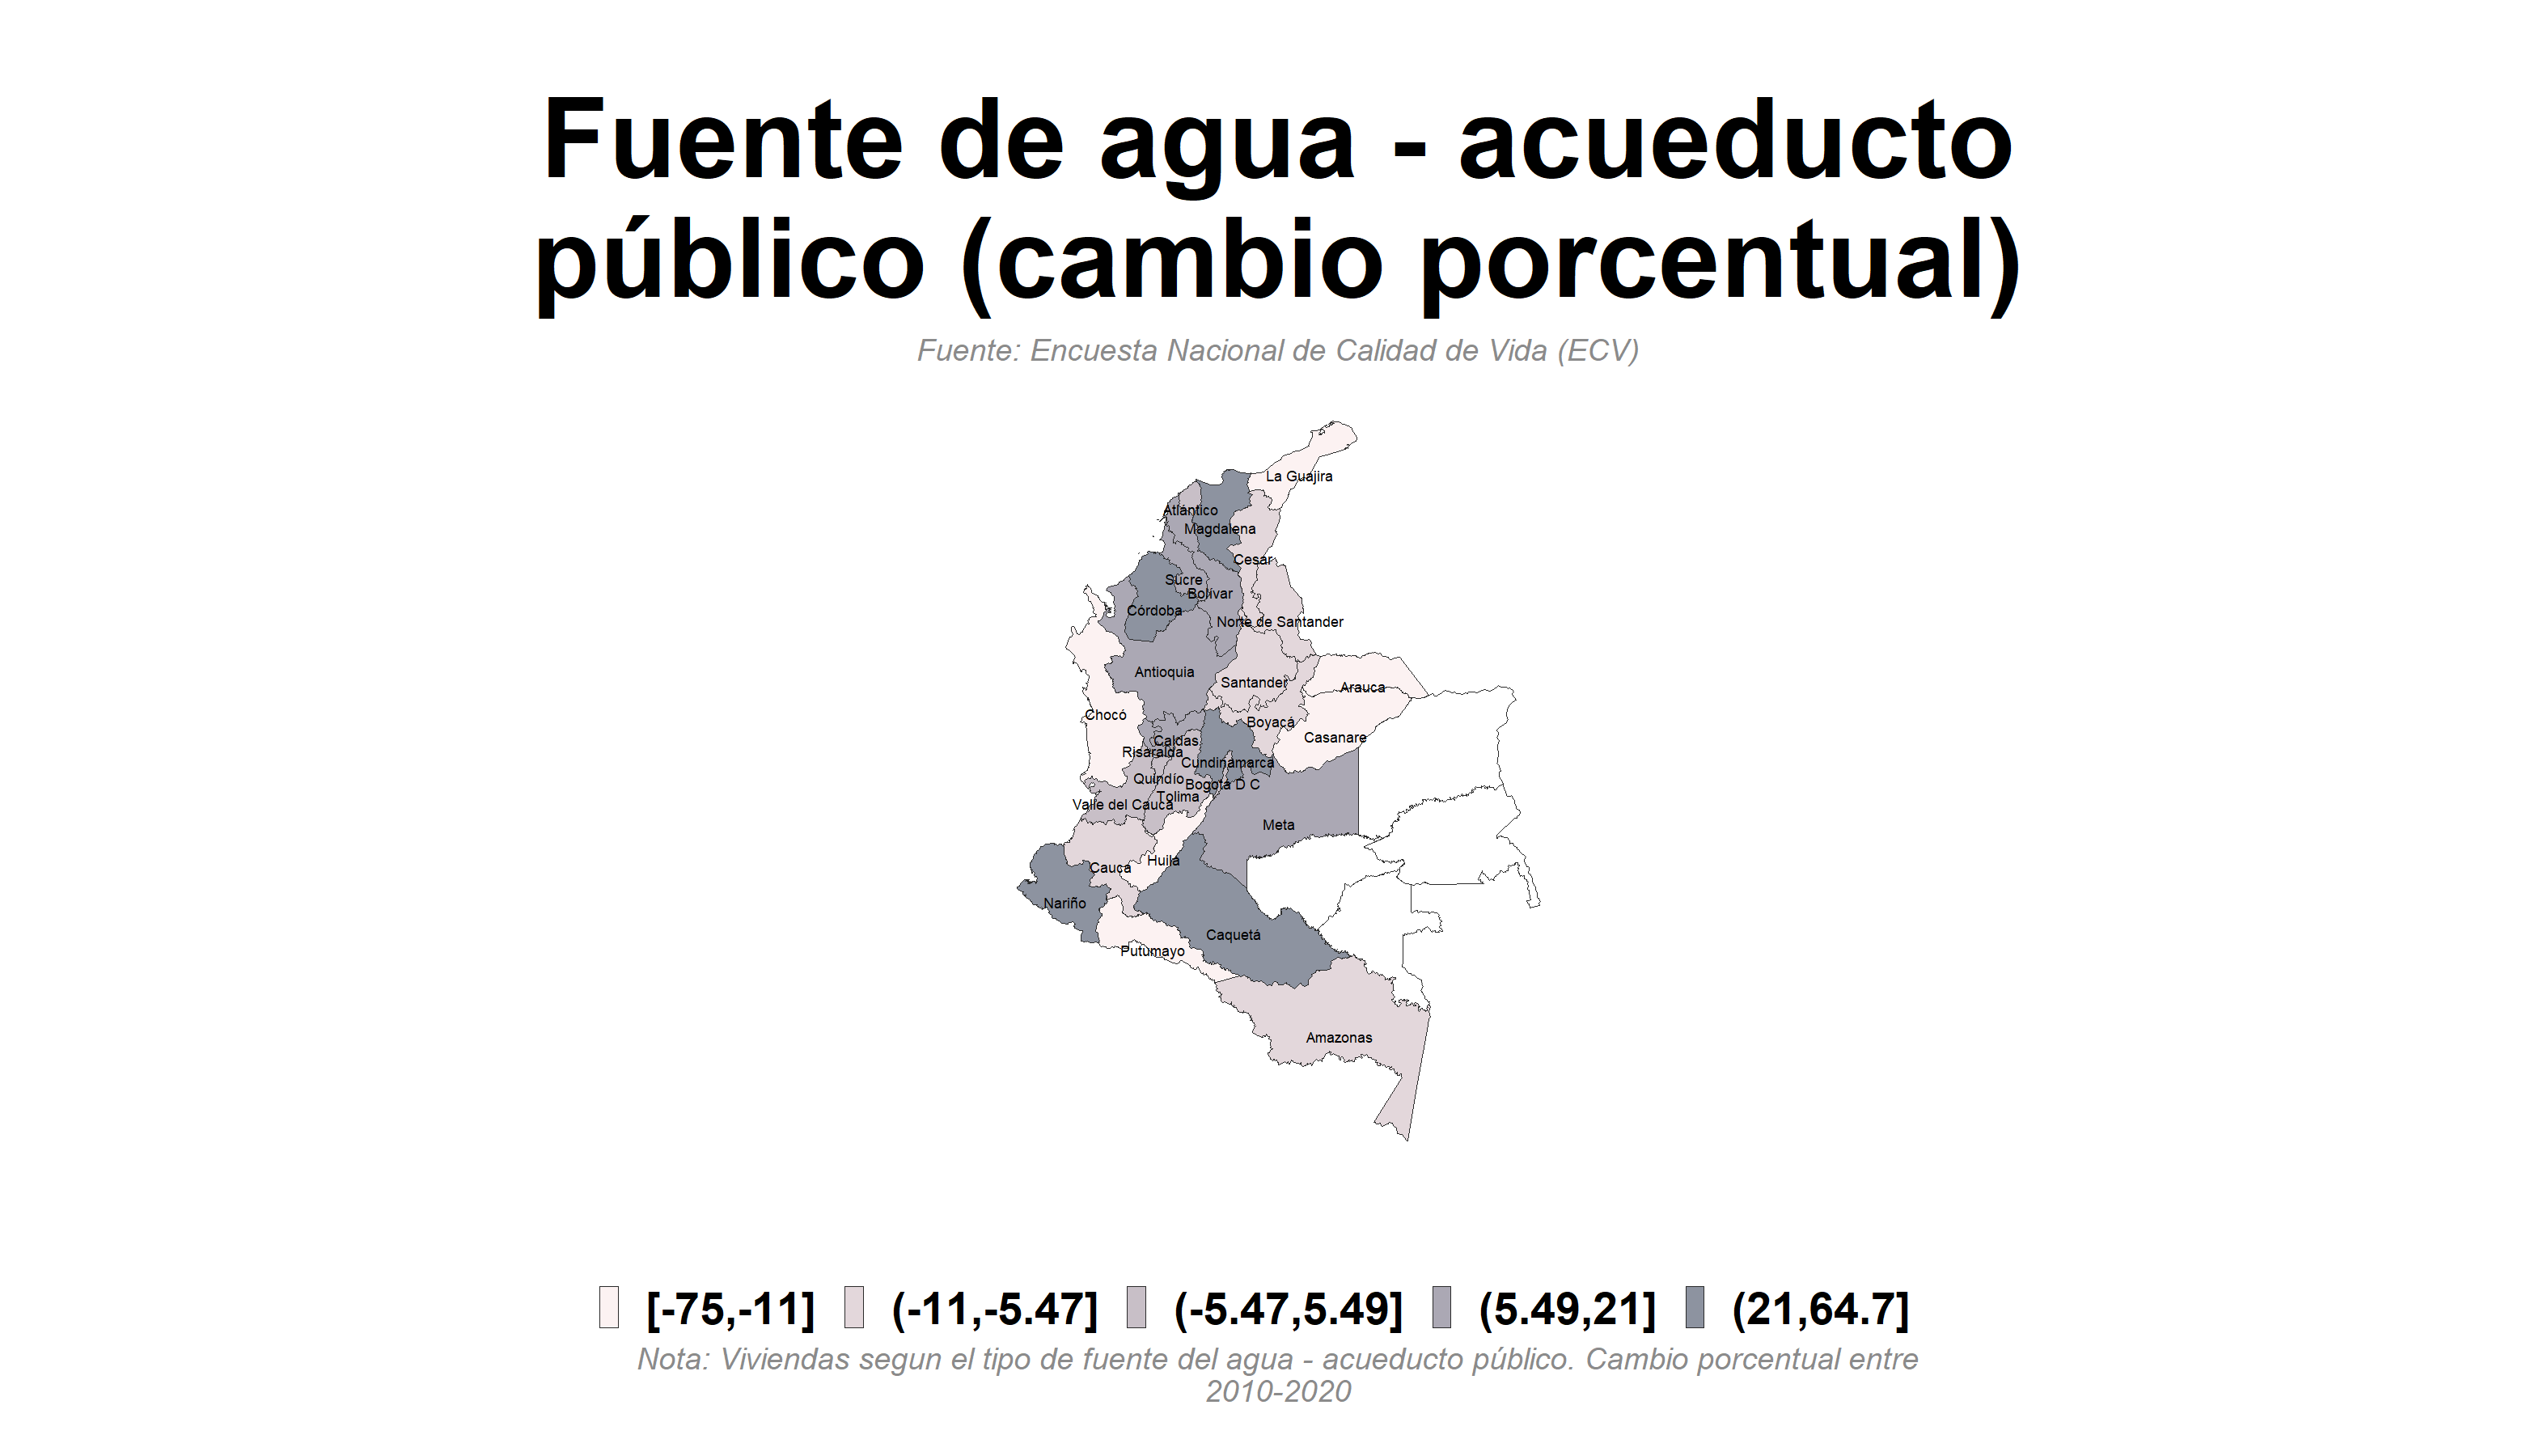 Fuente de agua - acueducto
público (cambio porcentual)
Fuente: Encuesta Nacional de Calidad de Vida (ECV)
La Guajira
Atlántico
Magdalena
Cesar
Sucre
Bolívar
Córdoba
Norte de Santander
Antioquia
Santander
Arauca
Chocó
Boyacá
Casanare
Caldas
Risaralda
Cundinamarca
Quindío
Bogotá D C
Tolima
Valle del Cauca
Meta
Huila
Cauca
Nariño
Caquetá
Putumayo
Amazonas
[-75,-11] (-11,-5.47] (-5.47,5.49] (5.49,21] (21,64.7]
Nota: Viviendas segun el tipo de fuente del agua - acueducto público. Cambio porcentual entre
2010-2020